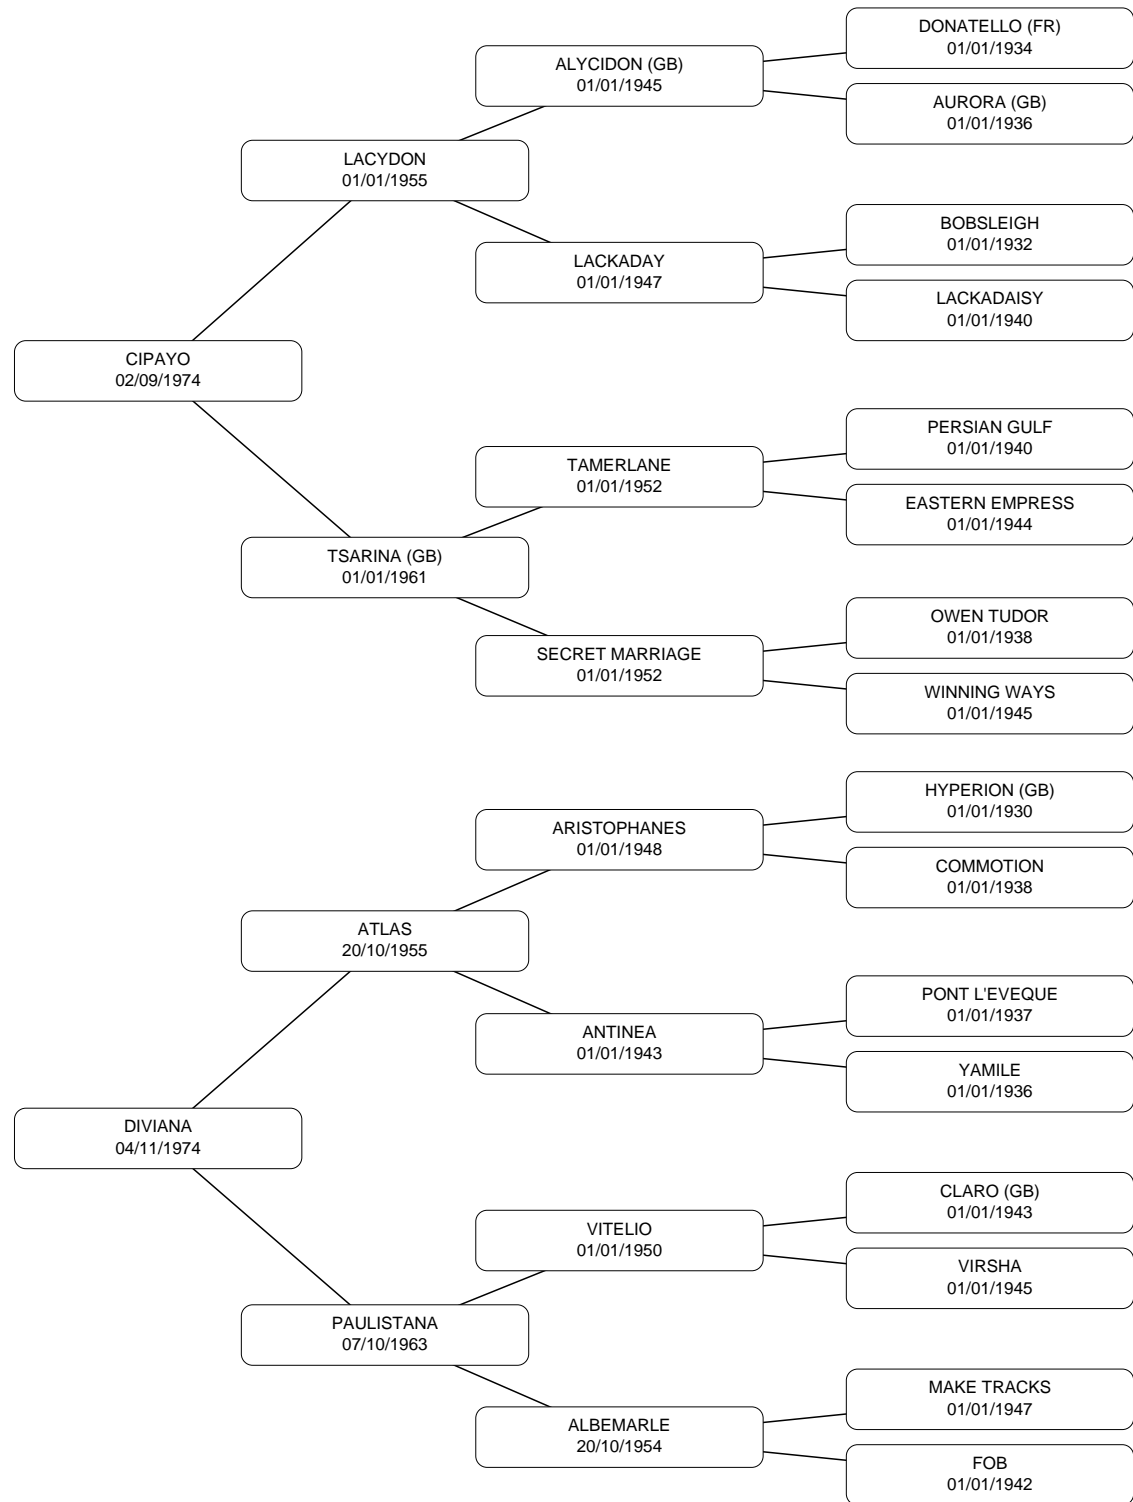 DONATELLO (FR)
01/01/1934
ALYCIDON (GB)
01/01/1945
AURORA (GB)
01/01/1936
LACYDON
01/01/1955
BOBSLEIGH
01/01/1932
LACKADAY
01/01/1947
LACKADAISY
01/01/1940
CIPAYO
02/09/1974
PERSIAN GULF
01/01/1940
TAMERLANE
01/01/1952
EASTERN EMPRESS
01/01/1944
TSARINA (GB)
01/01/1961
OWEN TUDOR
01/01/1938
SECRET MARRIAGE
01/01/1952
WINNING WAYS
01/01/1945
HYPERION (GB)
01/01/1930
ARISTOPHANES
01/01/1948
COMMOTION
01/01/1938
ATLAS
20/10/1955
PONT L'EVEQUE
01/01/1937
ANTINEA
01/01/1943
YAMILE
01/01/1936
DIVIANA
04/11/1974
CLARO (GB)
01/01/1943
VITELIO
01/01/1950
VIRSHA
01/01/1945
PAULISTANA
07/10/1963
MAKE TRACKS
01/01/1947
ALBEMARLE
20/10/1954
FOB
01/01/1942